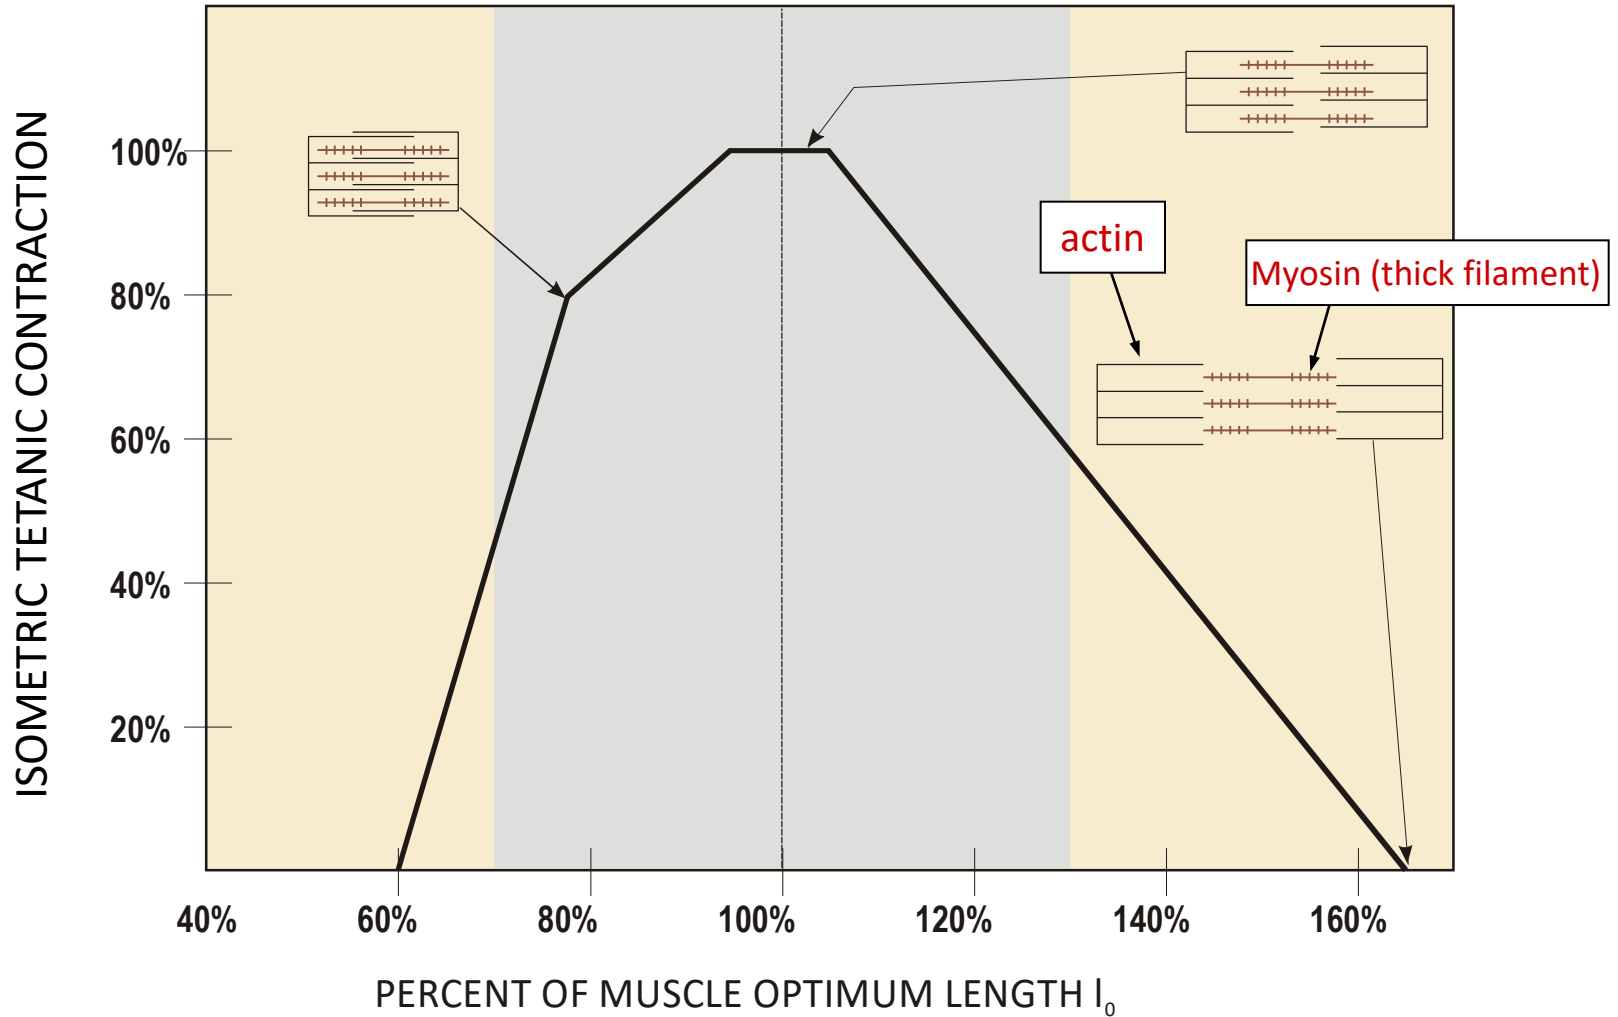 ISOMETRIC TETANIC CONTRACTION
100%
80%
60%
40%
20%
actin
Myosin (thick filament)
40% 60% 80% 100% 120% 140% 160%
PERCENT OF MUSCLE OPTIMUM LENGTH l₀